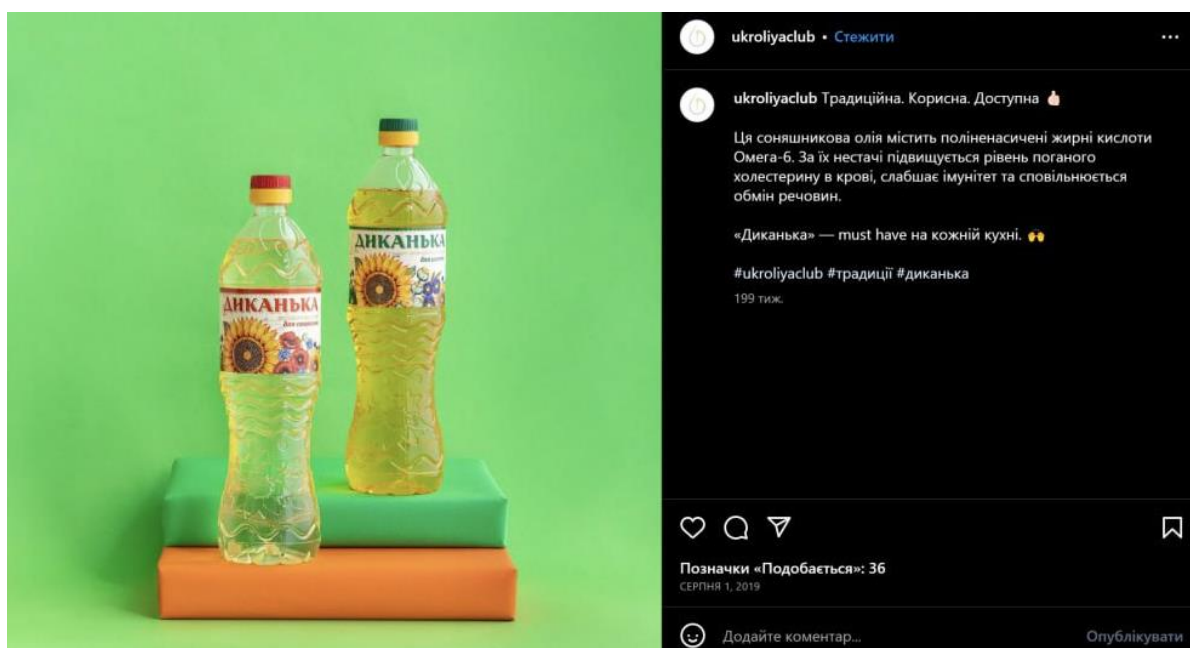 ukroliyaclub • Стежити
ukroliyaclub Традиційна. Корисна. Доступна 👍🏻
Ця соняшникова олія містить поліненасичені жирні кислоти
Омега-6. За їх нестачі підвищується рівень поганого
холестерину в крові, слабшає імунітет та сповільнюється
обмін речовин.
«Диканька» — must have на кожній кухні. 🙌
#ukroliyaclub #традиції #диканька
199 тиж.
ДИКАНЬКА
ДИКАНЬКА
Позначки «Подобається»: 36
СЕРПНЯ 1, 2019
Додайте коментар...
Опублікувати